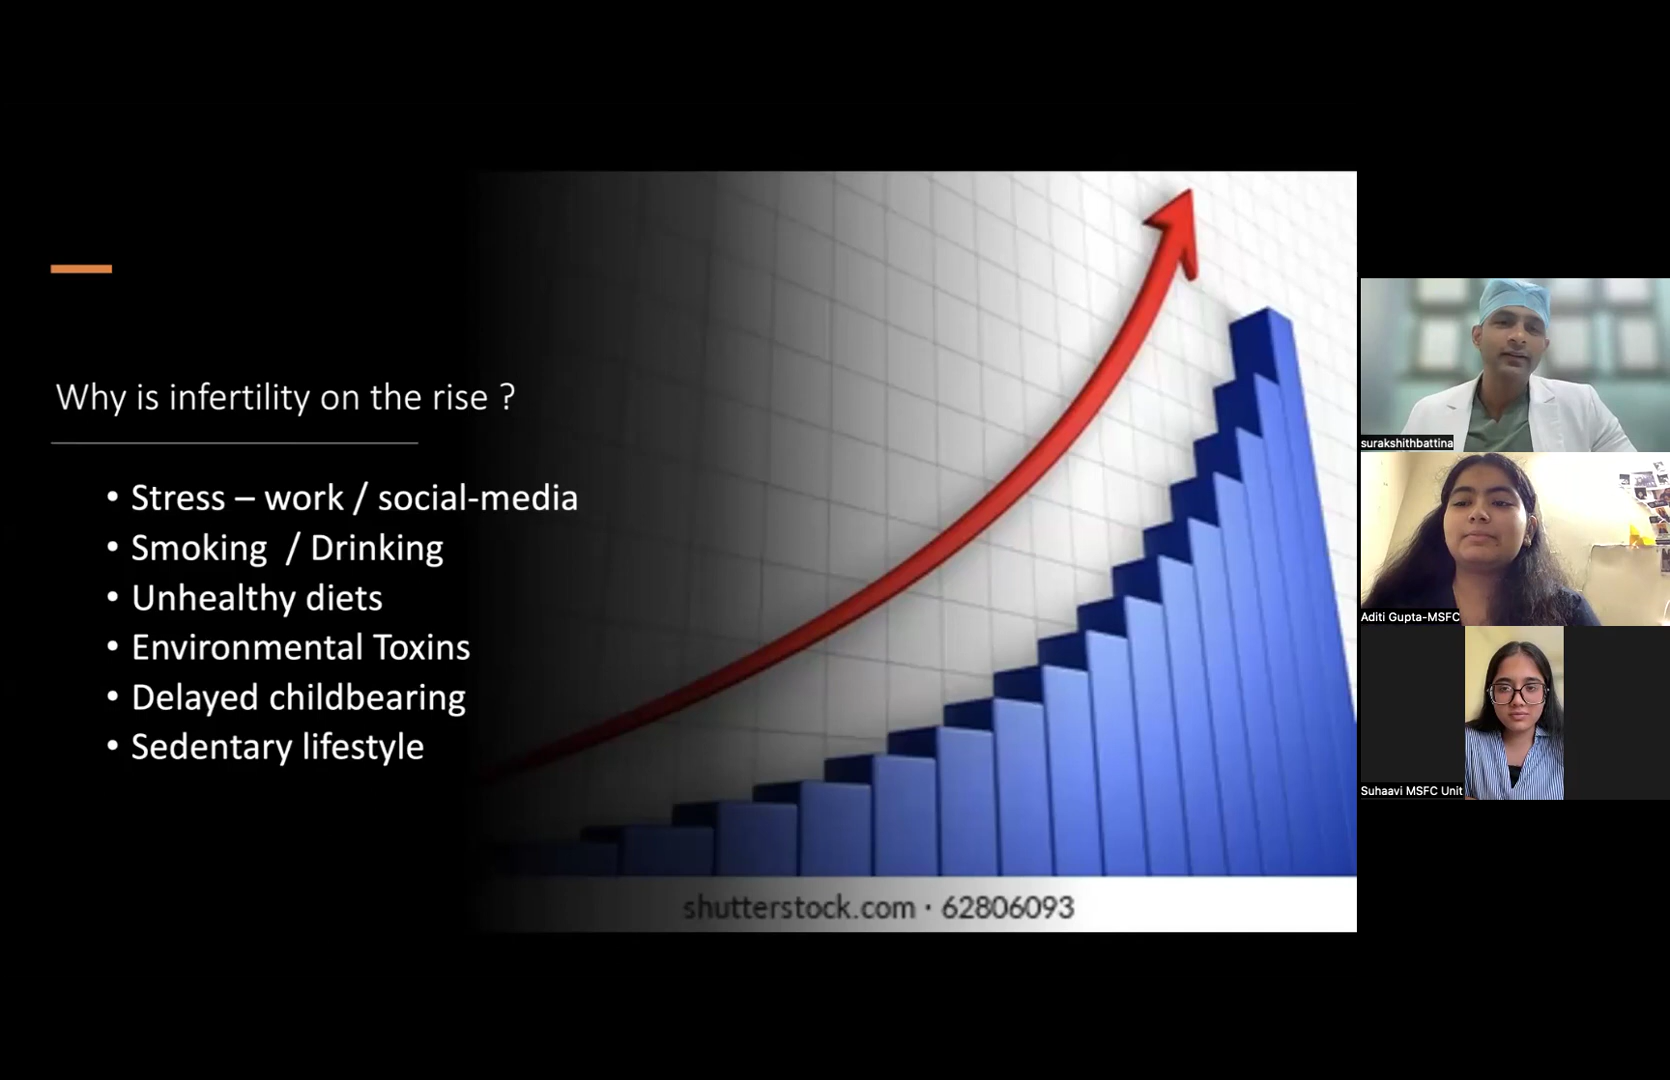 Why is infertility on the rise ?
• Stress – work / social-media
• Smoking / Drinking
• Unhealthy diets
• Environmental Toxins
• Delayed childbearing
• Sedentary lifestyle
shutterstock.com · 62806093
surakshithbattina
Aditi Gupta-MSFC
Suhaavi MSFC Unit